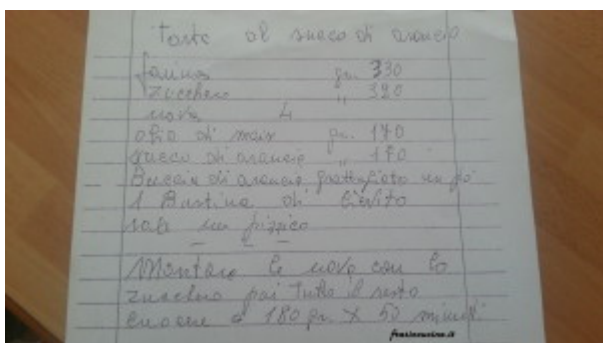 Torta al succo di arancia
farina gr. 330
zucchero " 320
uova 4
olio di mais gr. 170
succo di arancia " 170
Buccia di arancia grattugiata un pò
1 Bustina di lievito
sale un pizzico
Montare le uova con lo
zucchero poi tutto il resto
cuocere a 180 gr. x 50 minuti
frasincucina.it